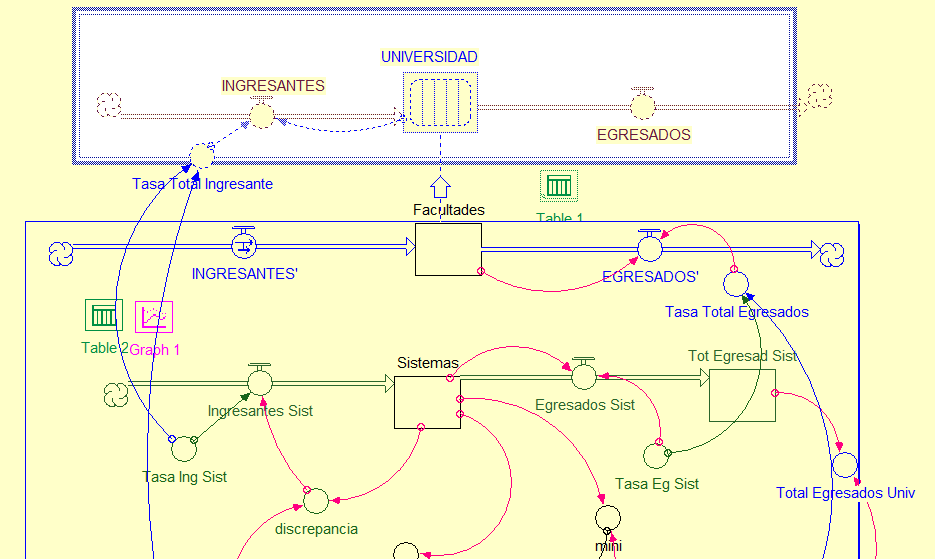 UNIVERSIDAD
INGRESANTES
EGRESADOS
Tasa Total Ingresante
Table 1
Facultades
INGRESANTES'
EGRESADOS'
Tasa Total Egresados
Table 2
Graph 1
Sistemas
Tot Egresad Sist
Ingresantes Sist
Egresados Sist
Tasa Ing Sist
Tasa Eg Sist
Total Egresados Univ
discrepancia
mini